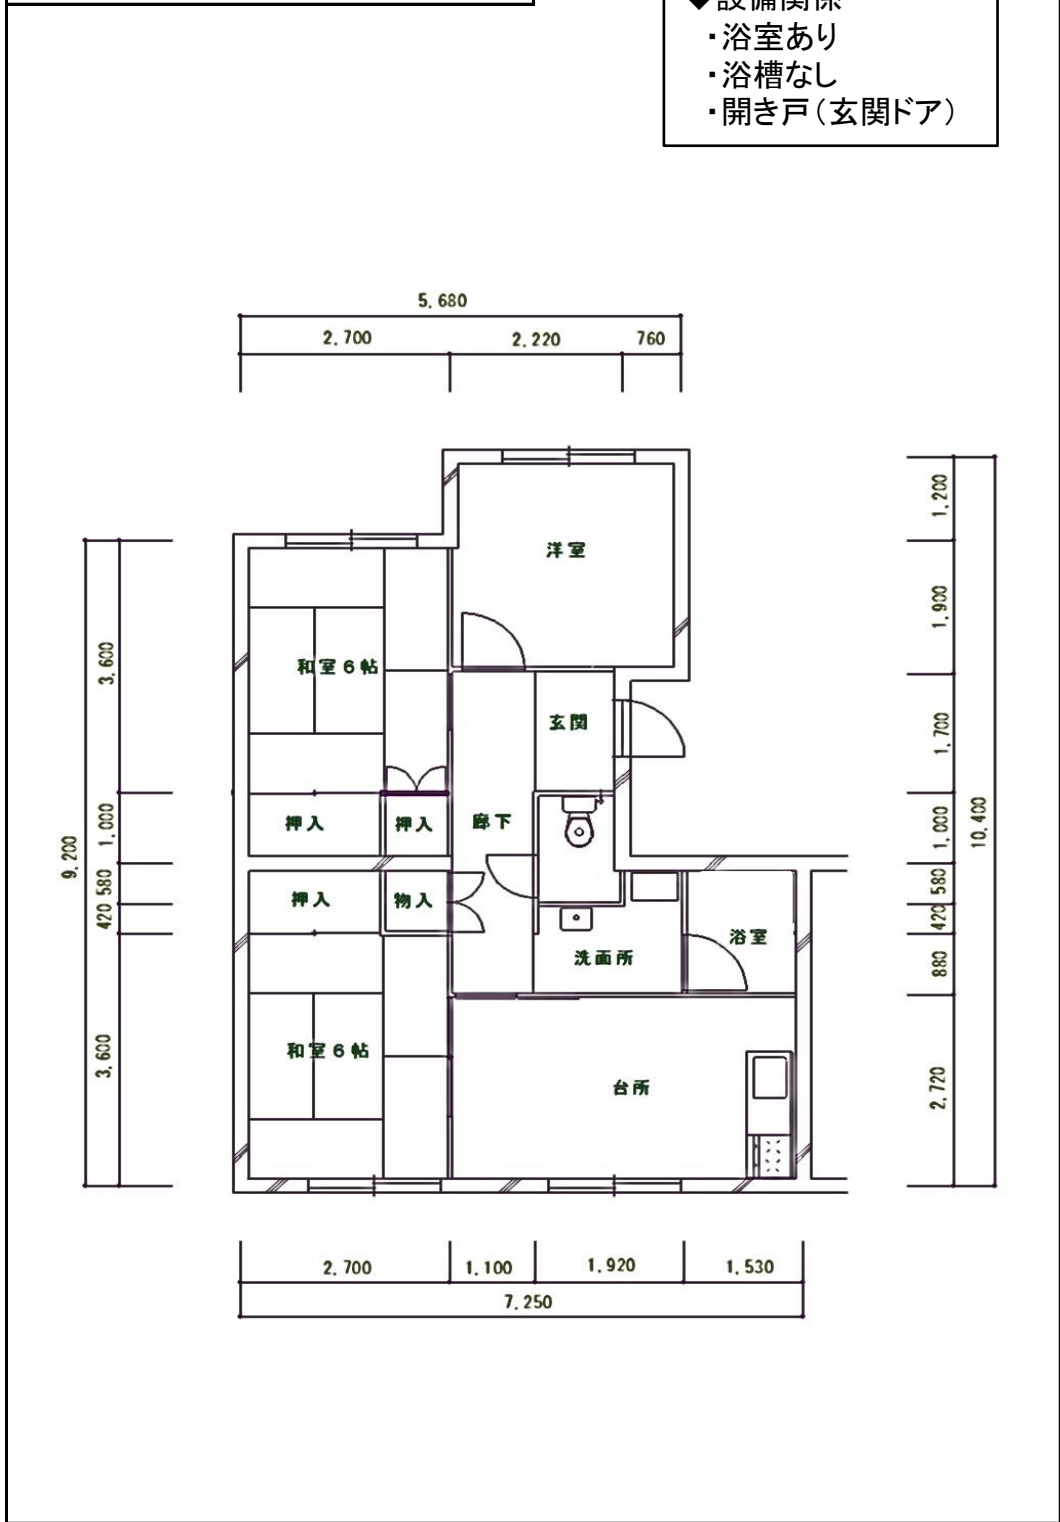 ◆設備関係
・浴室あり
・浴槽なし
・開き戸(玄関ドア)
5,680
2,700
2,220
760
洋室
和室6帖
玄関
押入
押入
廊下
押入
物入
洗面所
浴室
和室6帖
台所
9,200
3,600
1,000
580
420
3,600
1,200
1,900
1,700
1,000
580
420
880
2,720
10,400
2,700
1,100
1,920
1,530
7,250